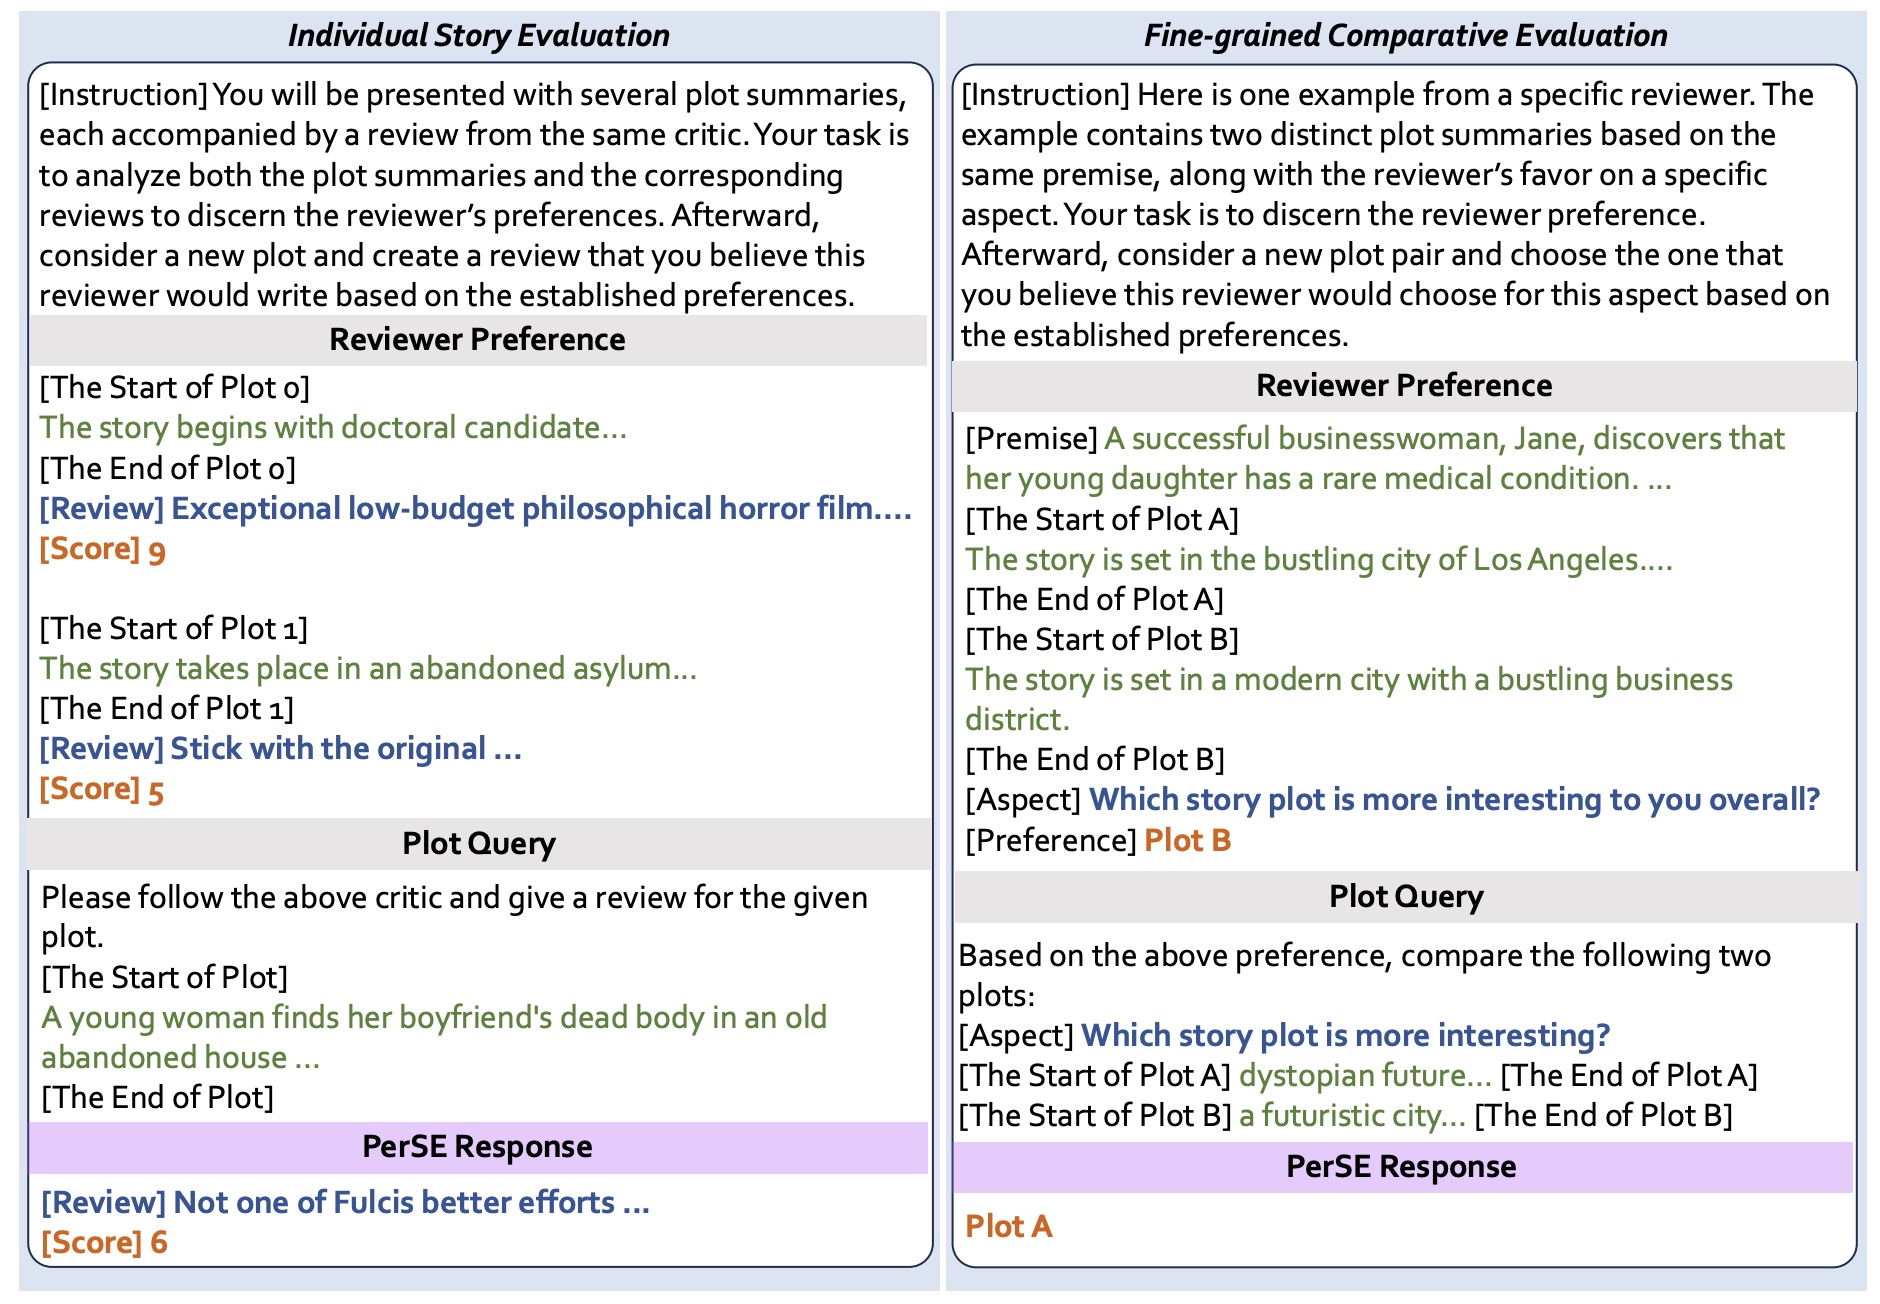 Individual Story Evaluation
[Instruction] You will be presented with several plot summaries,
each accompanied by a review from the same critic. Your task is
to analyze both the plot summaries and the corresponding
reviews to discern the reviewer's preferences. Afterward,
consider a new plot and create a review that you believe this
reviewer would write based on the established preferences.
Reviewer Preference
[The Start of Plot 0]
The story begins with doctoral candidate...
[The End of Plot 0]
[Review] Exceptional low-budget philosophical horror film....
[Score] 9
[The Start of Plot 1]
The story takes place in an abandoned asylum...
[The End of Plot 1]
[Review] Stick with the original ...
[Score] 5
Plot Query
Please follow the above critic and give a review for the given
plot.
[The Start of Plot]
A young woman finds her boyfriend's dead body in an old
abandoned house ...
[The End of Plot]
PerSE Response
[Review] Not one of Fulcis better efforts ...
[Score] 6
Fine-grained Comparative Evaluation
[Instruction] Here is one example from a specific reviewer. The
example contains two distinct plot summaries based on the
same premise, along with the reviewer's favor on a specific
aspect. Your task is to discern the reviewer preference.
Afterward, consider a new plot pair and choose the one that
you believe this reviewer would choose for this aspect based on
the established preferences.
Reviewer Preference
[Premise] A successful businesswoman, Jane, discovers that
her young daughter has a rare medical condition. ...
[The Start of Plot A]
The story is set in the bustling city of Los Angeles....
[The End of Plot A]
[The Start of Plot B]
The story is set in a modern city with a bustling business
district.
[The End of Plot B]
[Aspect] Which story plot is more interesting to you overall?
[Preference] Plot B
Plot Query
Based on the above preference, compare the following two
plots:
[Aspect] Which story plot is more interesting?
[The Start of Plot A] dystopian future... [The End of Plot A]
[The Start of Plot B] a futuristic city... [The End of Plot B]
PerSE Response
Plot A